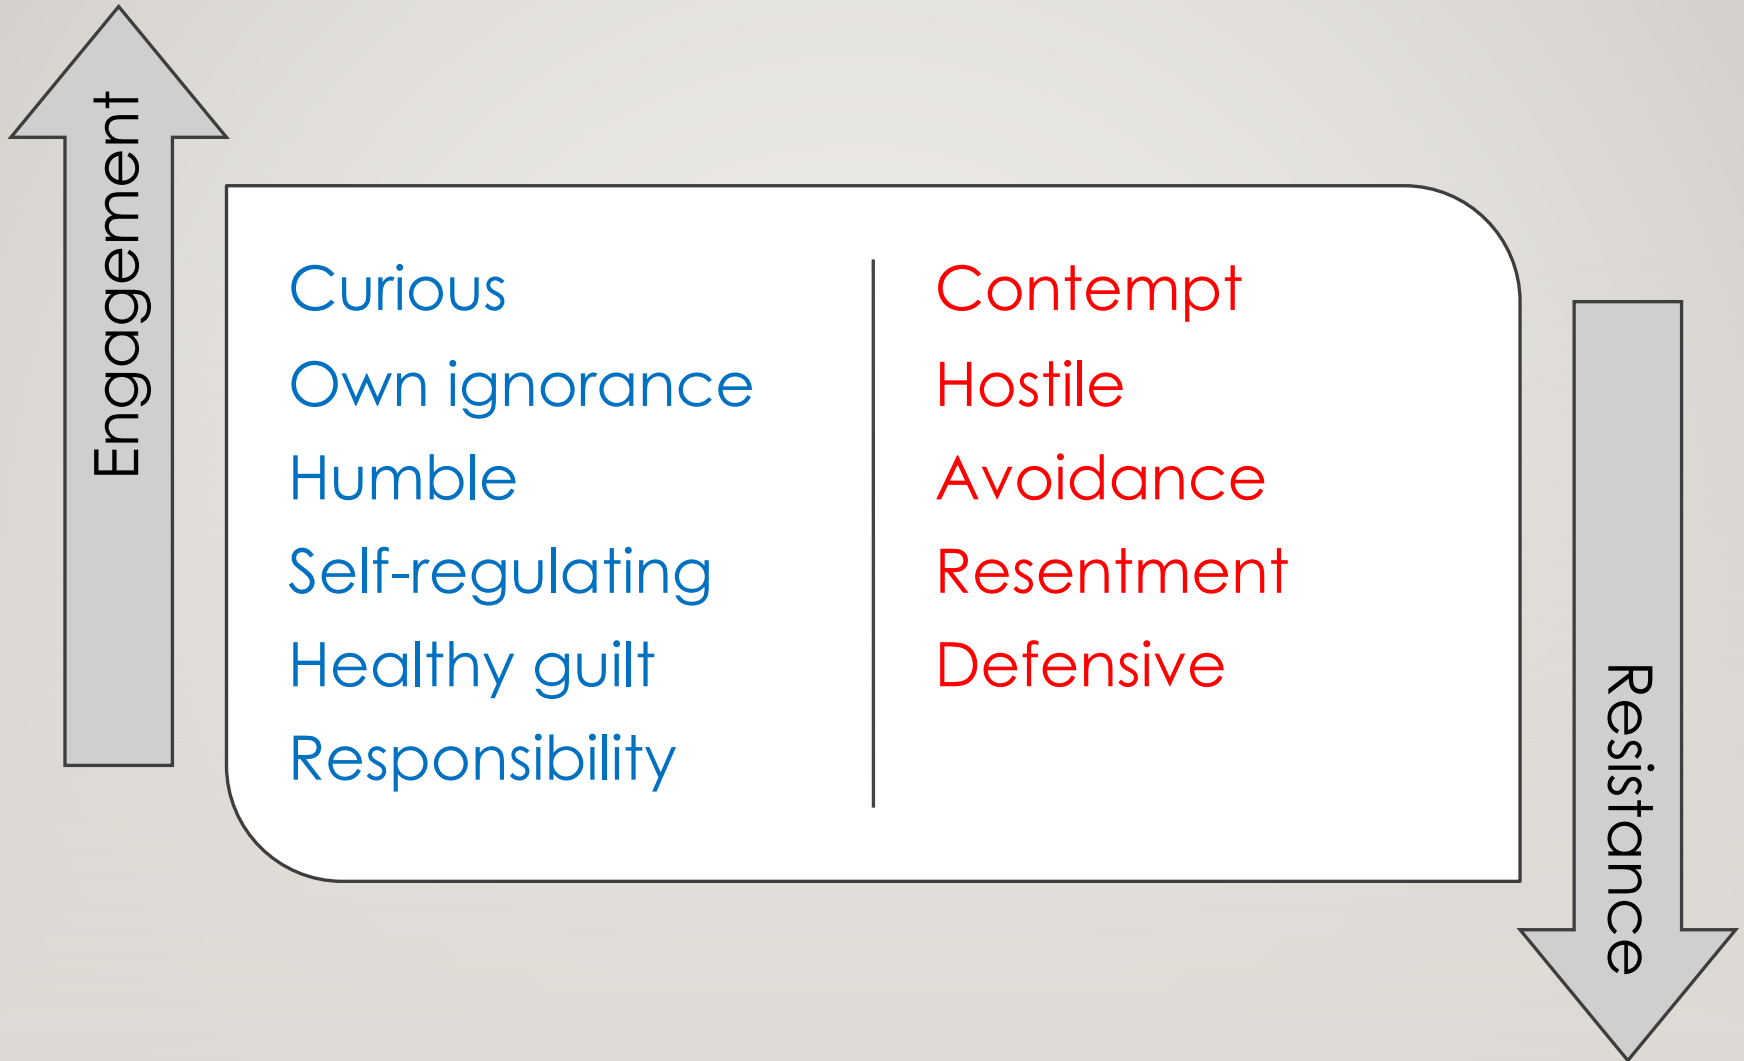 Engagement
Curious
Own ignorance
Humble
Self-regulating
Healthy guilt
Responsibility
Contempt
Hostile
Avoidance
Resentment
Defensive
Resistance